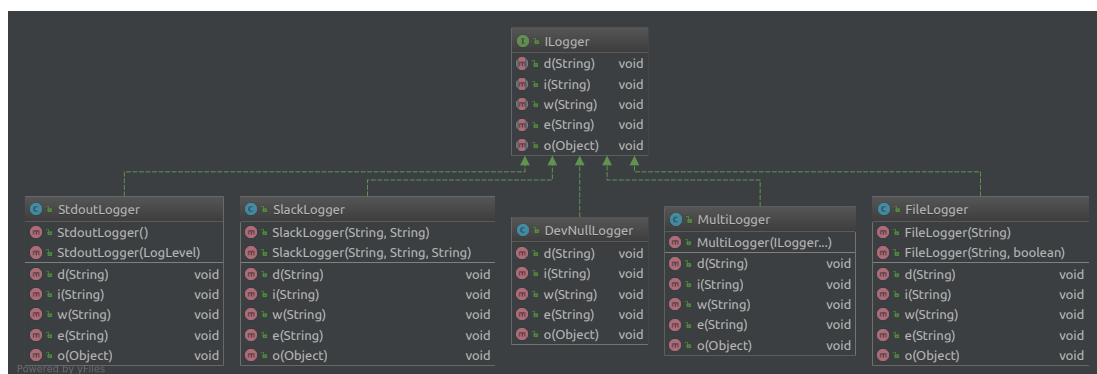 ILogger
d(String) void
i(String) void
w(String) void
e(String) void
o(Object) void
StdoutLogger
StdoutLogger()
StdoutLogger(LogLevel)
d(String) void
i(String) void
w(String) void
e(String) void
o(Object) void
SlackLogger
SlackLogger(String, String)
SlackLogger(String, String, String)
d(String) void
i(String) void
w(String) void
e(String) void
o(Object) void
DevNullLogger
d(String) void
i(String) void
w(String) void
e(String) void
o(Object) void
MultiLogger
MultiLogger(ILogger...)
d(String) void
i(String) void
w(String) void
e(String) void
o(Object) void
FileLogger
FileLogger(String)
FileLogger(String, boolean)
d(String) void
i(String) void
w(String) void
e(String) void
o(Object) void
Powered by yFiles